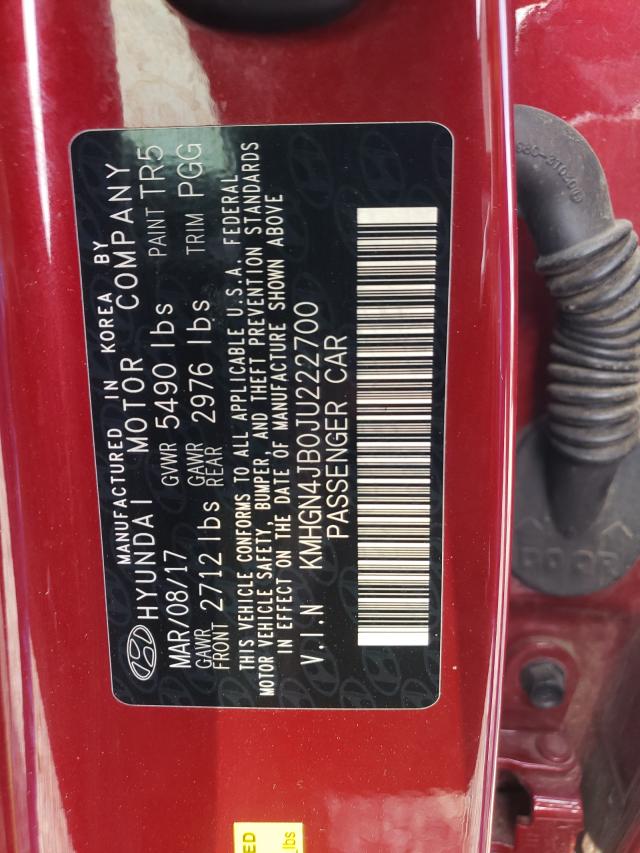 MANUFACTURED IN KOREA BY
HYUNDAI MOTOR COMPANY
MAR/08/17 GVWR 5490 lbs PAINT TR5
GAWR FRONT 2712 lbs GAWR REAR 2976 lbs TRIM PGG
THIS VEHICLE CONFORMS TO ALL APPLICABLE U.S.A. FEDERAL
MOTOR VEHICLE SAFETY, BUMPER, AND THEFT PREVENTION STANDARDS
IN EFFECT ON THE DATE OF MANUFACTURE SHOWN ABOVE
V.I.N KMHGN4JB0JU222700
PASSENGER CAR
DOOR
lbs